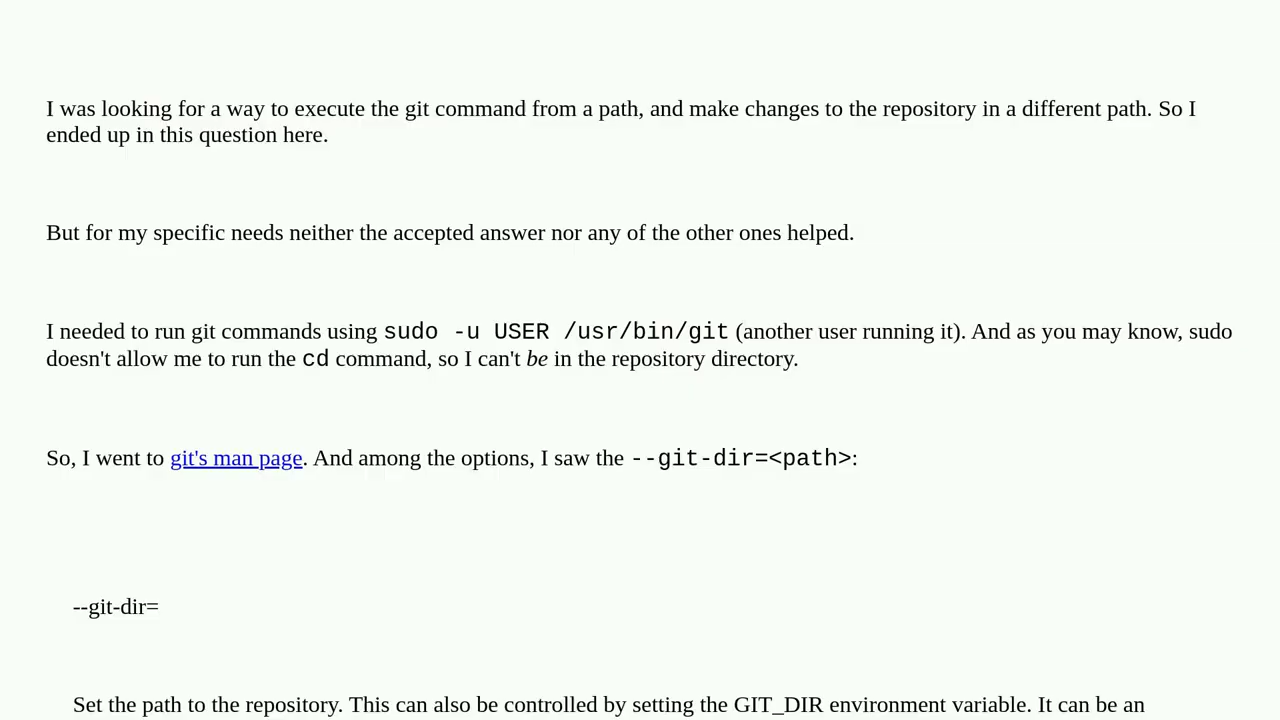 I was looking for a way to execute the git command from a path, and make changes to the repository in a different path. So I
ended up in this question here.
But for my specific needs neither the accepted answer nor any of the other ones helped.
I needed to run git commands using sudo -u USER /usr/bin/git (another user running it). And as you may know, sudo
doesn't allow me to run the cd command, so I can't be in the repository directory.
So, I went to git's man page. And among the options, I saw the --git-dir=<path>:
--git-dir=
Set the path to the repository. This can also be controlled by setting the GIT_DIR environment variable. It can be an